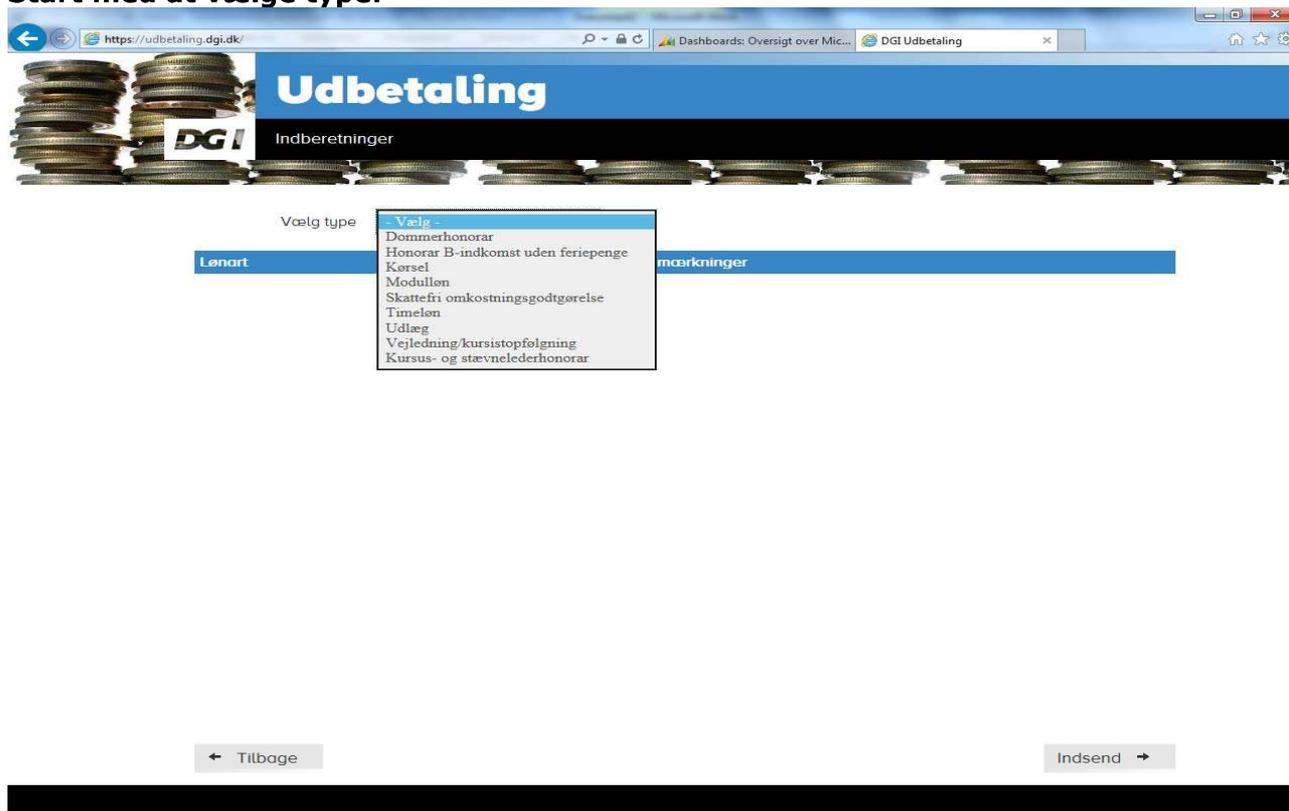 Start med at vælge type.
https://udbetaling.dgi.dk/
Dashboards: Oversigt over Mic...
DGI Udbetaling
Udbetaling
DGI
Indberetninger
Vælg type
- Vælg -
Dommerhonorar
Honorar B-indkomst uden feriepenge
Kørsel
Modulløn
Skattefri omkostningsgodtgørelse
Timeløn
Udlæg
Vejledning/kursistopfølgning
Kursus- og stævnelederhonorar
Lønart
mærkninger
Tilbage
Indsend